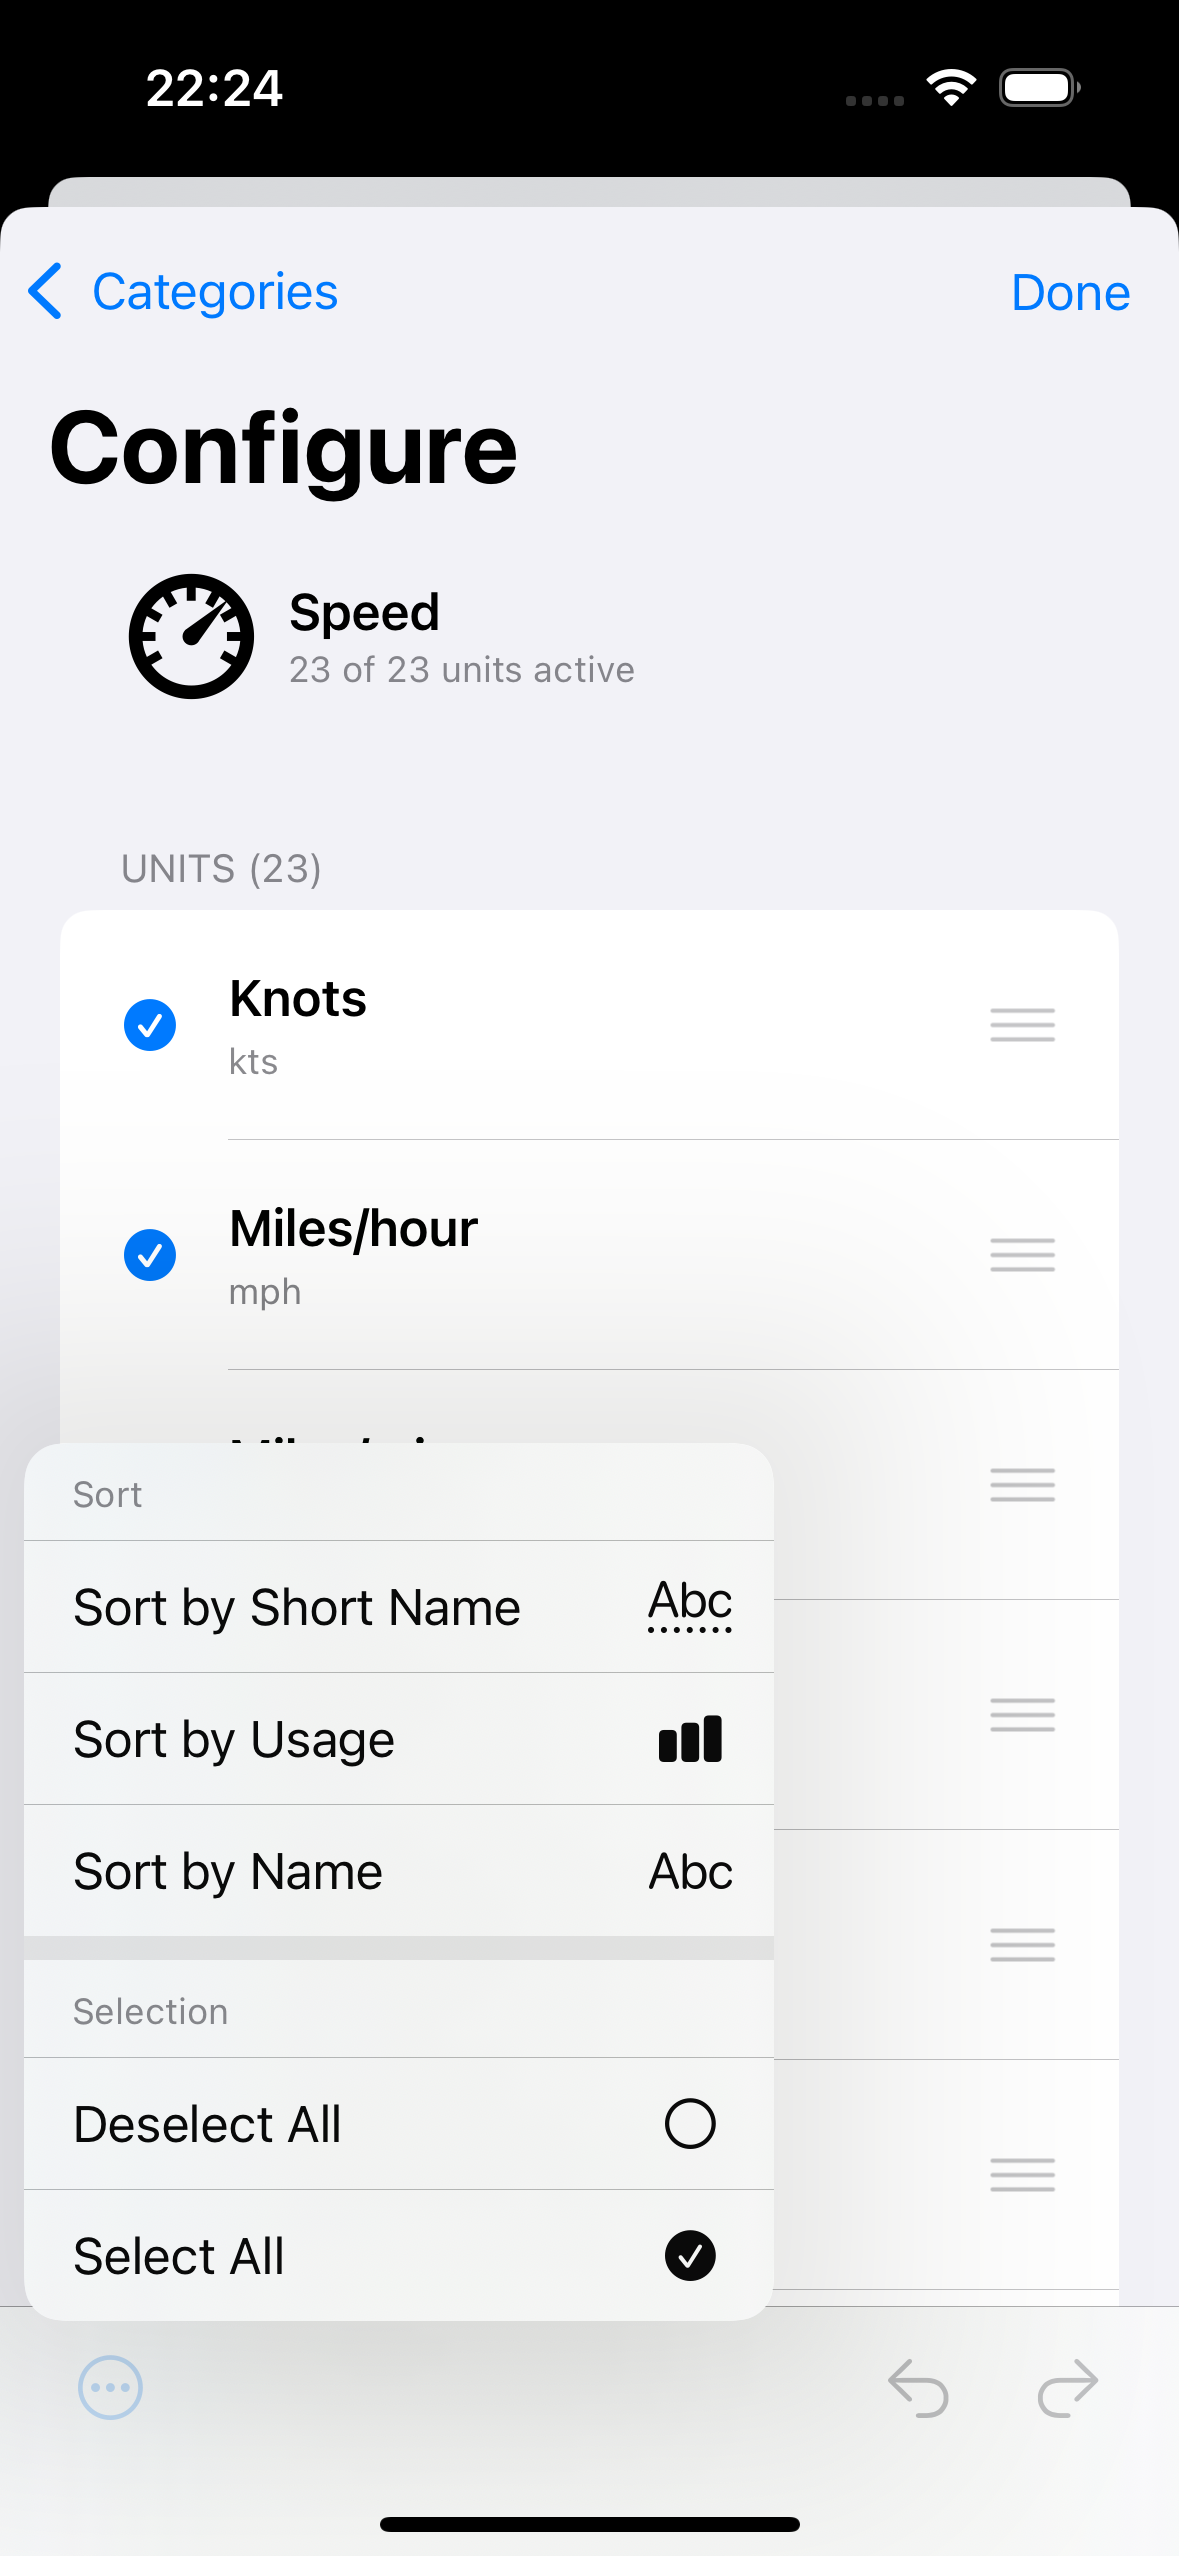 22:24
Categories
Done
Configure
Speed
23 of 23 units active
UNITS (23)
Knots
kts
Miles/hour
mph
Sort
Sort by Short Name
Abc
Sort by Usage
Sort by Name
Abc
Selection
Deselect All
Select All